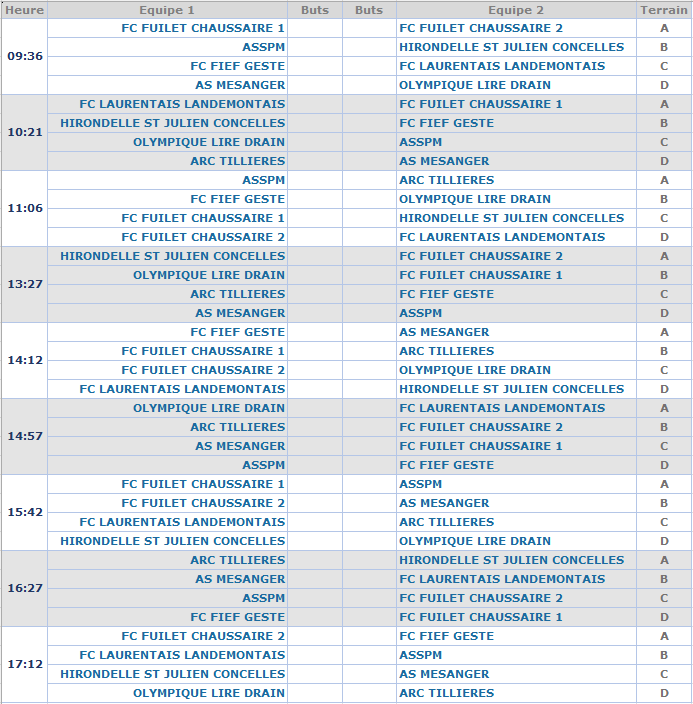 Heure Equipe 1 Buts Buts Equipe 2 Terrain
FC FUILET CHAUSSAIRE 1 FC FUILET CHAUSSAIRE 2 A
ASSPM HIRONDELLE ST JULIEN CONCELLES B
09:36
FC FIEF GESTE FC LAURENTAIS LANDEMONTAIS C
AS MESANGER OLYMPIQUE LIRE DRAIN D
FC LAURENTAIS LANDEMONTAIS FC FUILET CHAUSSAIRE 1 A
HIRONDELLE ST JULIEN CONCELLES FC FIEF GESTE B
10:21
OLYMPIQUE LIRE DRAIN ASSPM C
ARC TILLIERES AS MESANGER D
ASSPM ARC TILLIERES A
FC FIEF GESTE OLYMPIQUE LIRE DRAIN B
11:06
FC FUILET CHAUSSAIRE 1 HIRONDELLE ST JULIEN CONCELLES C
FC FUILET CHAUSSAIRE 2 FC LAURENTAIS LANDEMONTAIS D
HIRONDELLE ST JULIEN CONCELLES FC FUILET CHAUSSAIRE 2 A
OLYMPIQUE LIRE DRAIN FC FUILET CHAUSSAIRE 1 B
13:27
ARC TILLIERES FC FIEF GESTE C
AS MESANGER ASSPM D
FC FIEF GESTE AS MESANGER A
FC FUILET CHAUSSAIRE 1 ARC TILLIERES B
14:12
FC FUILET CHAUSSAIRE 2 OLYMPIQUE LIRE DRAIN C
FC LAURENTAIS LANDEMONTAIS HIRONDELLE ST JULIEN CONCELLES D
OLYMPIQUE LIRE DRAIN FC LAURENTAIS LANDEMONTAIS A
ARC TILLIERES FC FUILET CHAUSSAIRE 2 B
14:57
AS MESANGER FC FUILET CHAUSSAIRE 1 C
ASSPM FC FIEF GESTE D
FC FUILET CHAUSSAIRE 1 ASSPM A
FC FUILET CHAUSSAIRE 2 AS MESANGER B
15:42
FC LAURENTAIS LANDEMONTAIS ARC TILLIERES C
HIRONDELLE ST JULIEN CONCELLES OLYMPIQUE LIRE DRAIN D
ARC TILLIERES HIRONDELLE ST JULIEN CONCELLES A
AS MESANGER FC LAURENTAIS LANDEMONTAIS B
16:27
ASSPM FC FUILET CHAUSSAIRE 2 C
FC FIEF GESTE FC FUILET CHAUSSAIRE 1 D
FC FUILET CHAUSSAIRE 2 FC FIEF GESTE A
FC LAURENTAIS LANDEMONTAIS ASSPM B
17:12
HIRONDELLE ST JULIEN CONCELLES AS MESANGER C
OLYMPIQUE LIRE DRAIN ARC TILLIERES D